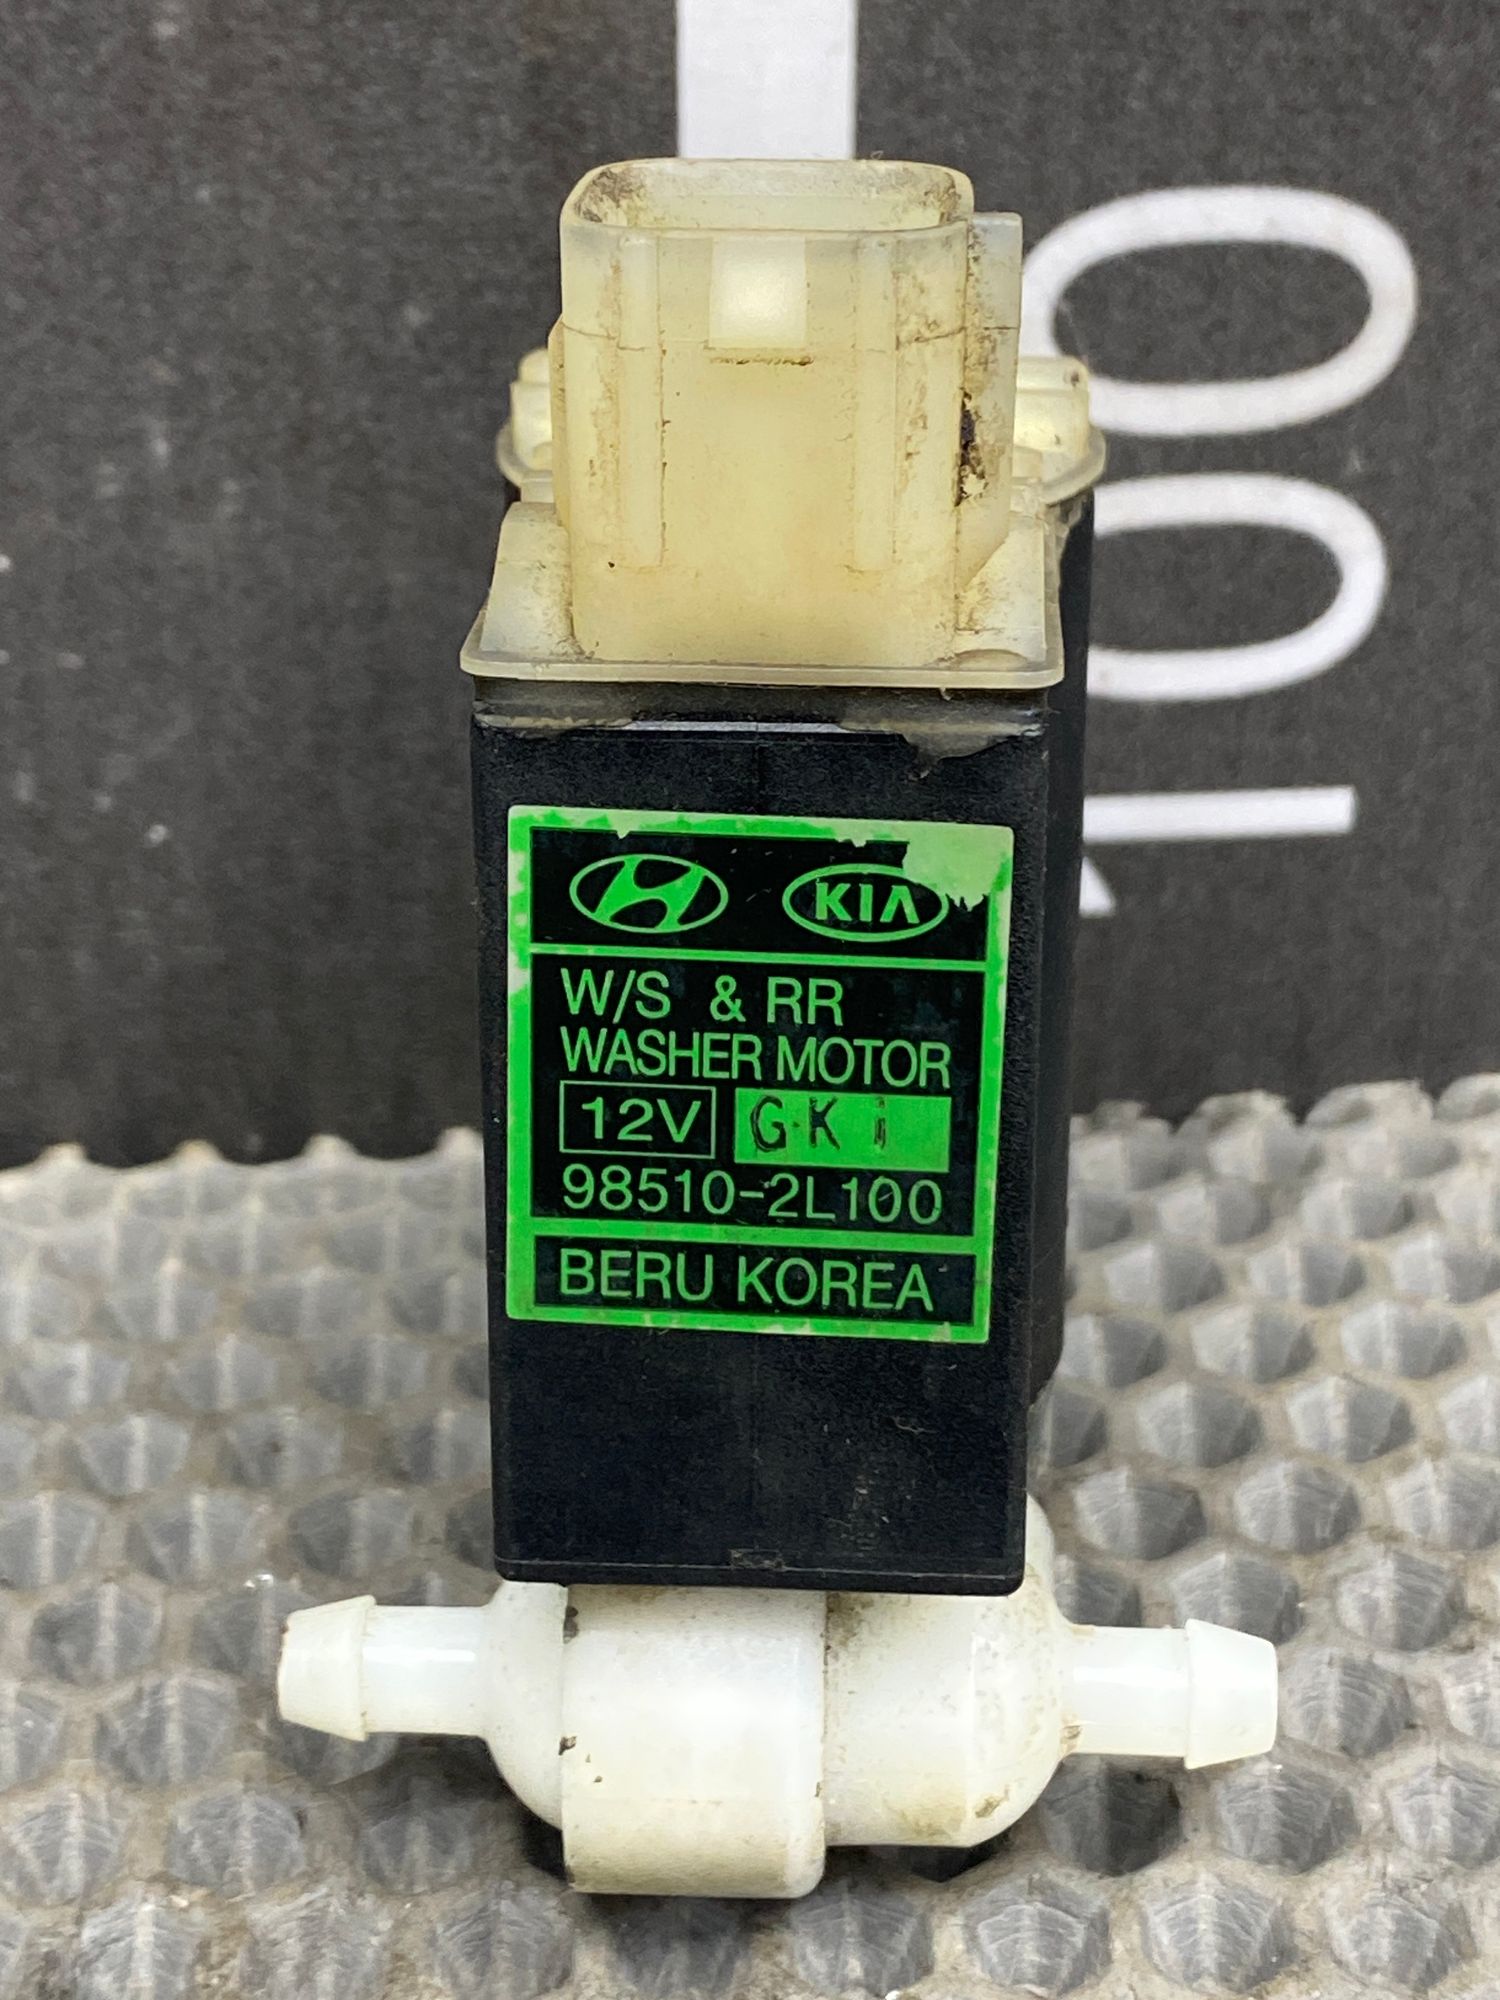 KIA
W/S & RR
WASHER MOTOR
12V GKi
98510-2L100
BERU KOREA